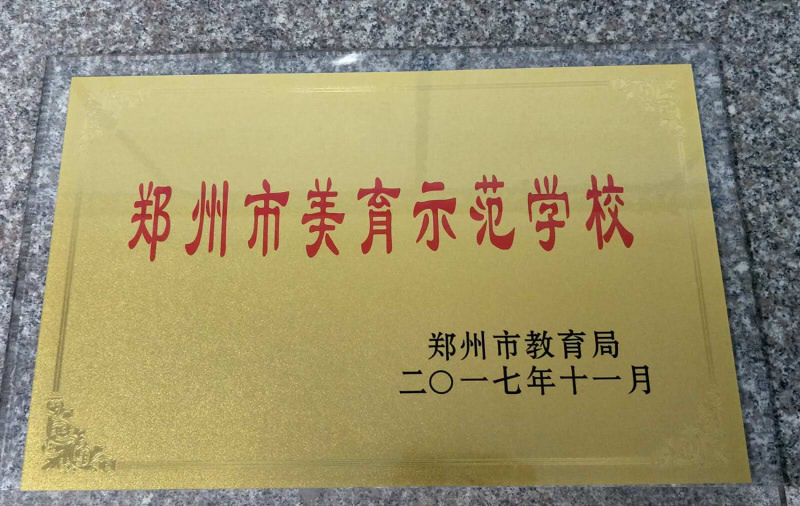 郑州市美育示范学校
郑州市教育局
二〇一七年十一月